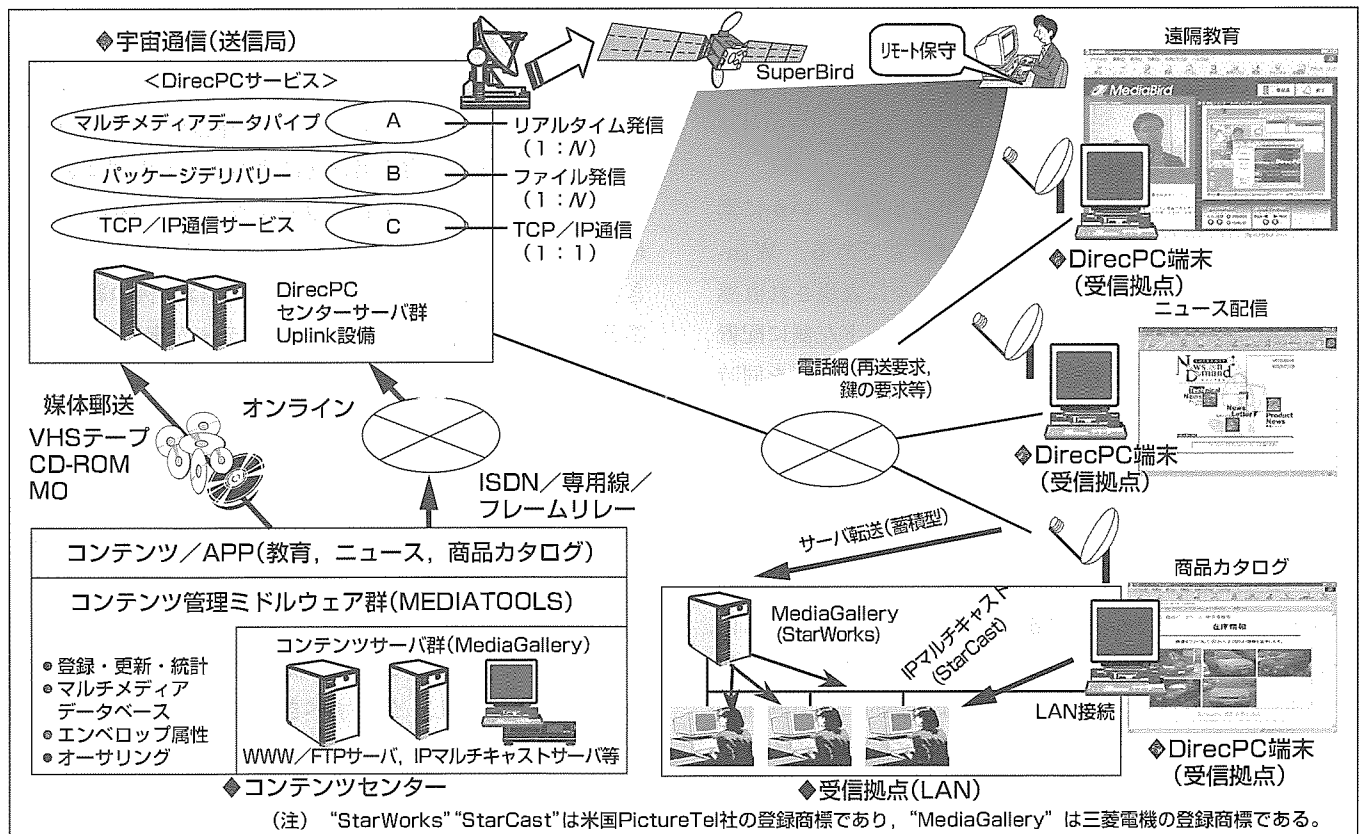 ◆宇宙通信(送信局)
<DirecPCサービス>
マルチメディアデータパイプ
A
リアルタイム発信
(1:N)
パッケージデリバリー
B
ファイル発信
(1:N)
TCP/IP通信サービス
C
TCP/IP通信
(1:1)
DirecPC
センターサーバ群
Uplink設備
SuperBird
リモート保守
遠隔教育
MediaBird
◆DirecPC端末
(受信拠点)
ニュース配信
News on
Demand
News
Letter
Product
News
◆DirecPC端末
(受信拠点)
電話網(再送要求,
鍵の要求等)
媒体郵送
VHSテープ
CD-ROM
MO
オンライン
ISDN/専用線/
フレームリレー
コンテンツ/APP(教育,ニュース,商品カタログ)
コンテンツ管理ミドルウェア群(MEDIATOOLS)
●登録・更新・統計
●マルチメディア
データベース
●エンベロップ属性
●オーサリング
コンテンツサーバ群(MediaGallery)
WWW/FTPサーバ,IPマルチキャストサーバ等
◆コンテンツセンター
サーバ転送(蓄積型)
MediaGallery
(StarWorks)
IPマルチキャスト
(StarCast)
LAN接続
◆受信拠点(LAN)
商品カタログ
在庫情報
◆DirecPC端末
(受信拠点)
(注) “StarWorks”“StarCast”は米国PictureTel社の登録商標であり,“MediaGallery”は三菱電機の登録商標である。